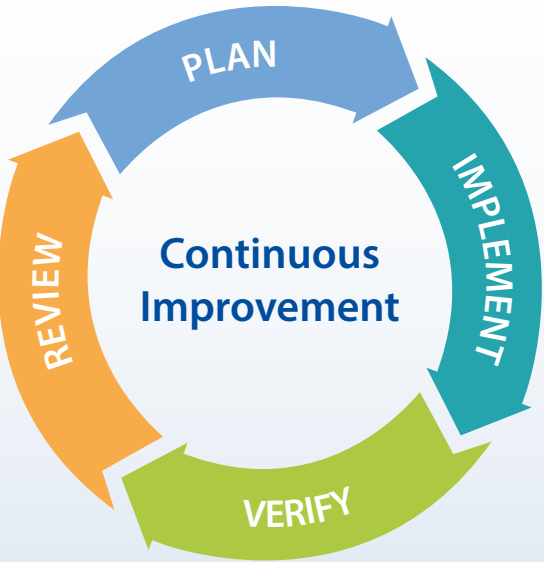 PLAN
IMPLEMENT
VERIFY
REVIEW
Continuous
Improvement